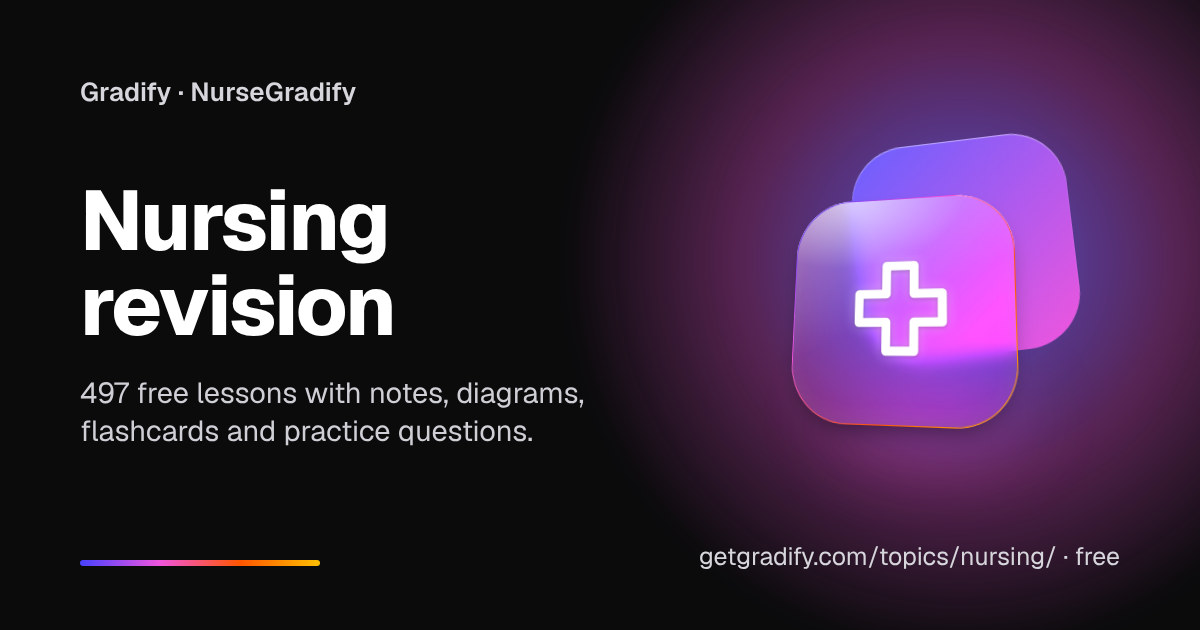 Gradify · NurseGradify
Nursing
revision
497 free lessons with notes, diagrams,
flashcards and practice questions.
getgradify.com/topics/nursing/ · free